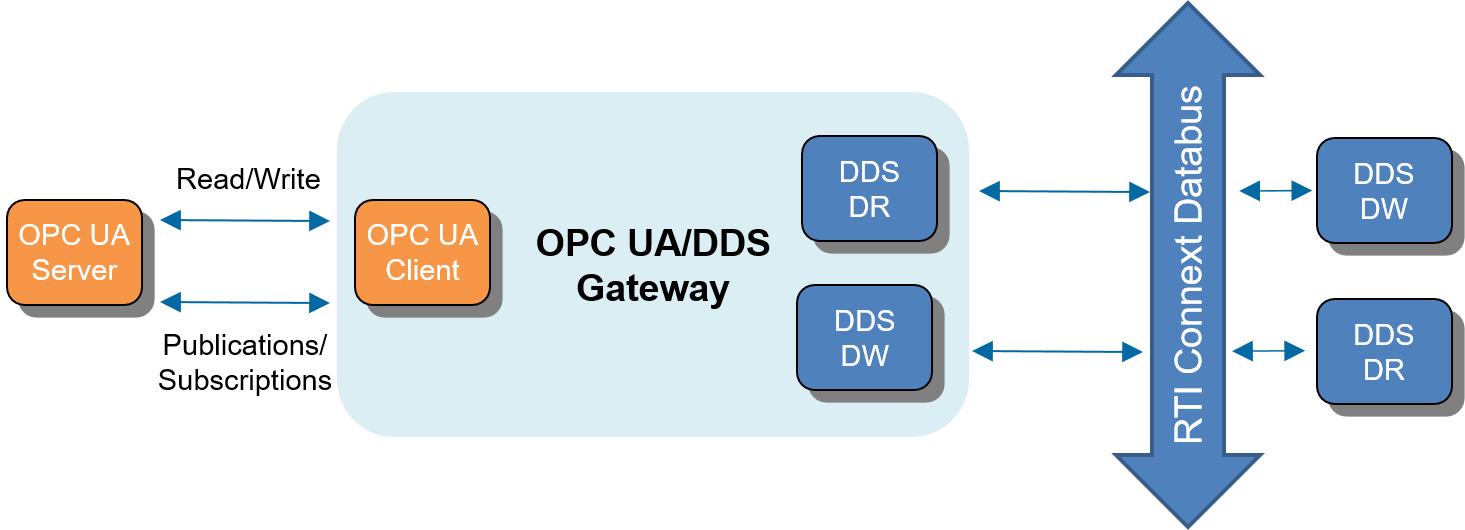 Read/Write
OPC UA
Server
Publications/
Subscriptions
OPC UA
Client
OPC UA/DDS
Gateway
DDS
DR
DDS
DW
RTI Connext Databus
DDS
DW
DDS
DR